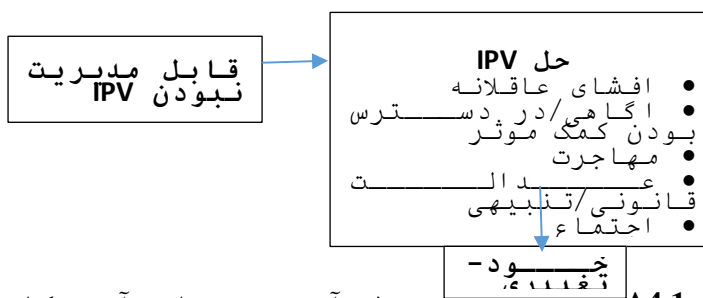 قابل مدیریت
نبودن IPV
حل IPV
• افشای عاقلانه
• اگاهی/در دسترس
بودن کمک موثر
• مهاجرت
• عدالت
قانونی/تنبیهی
• اجتماع
خود-
تغییری